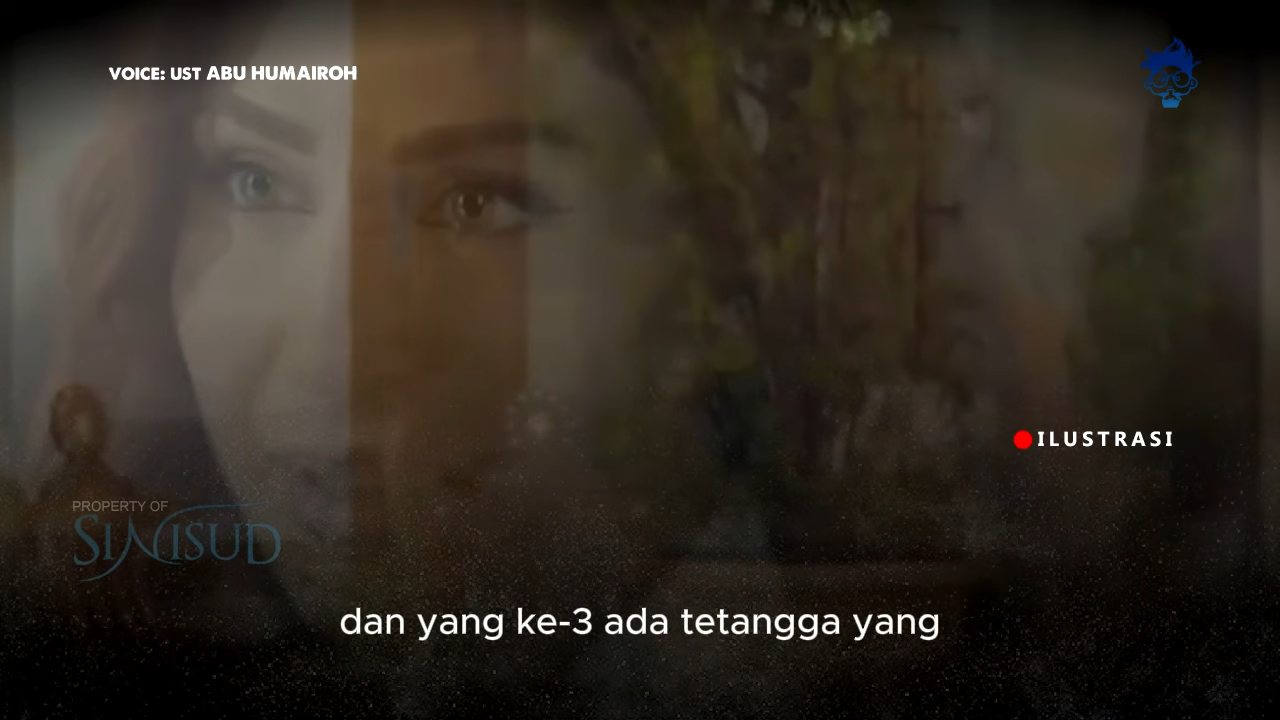 VOICE: UST ABU HUMAIROH
ILUSTRASI
PROPERTY OF
SINISUD
dan yang ke-3 ada tetangga yang